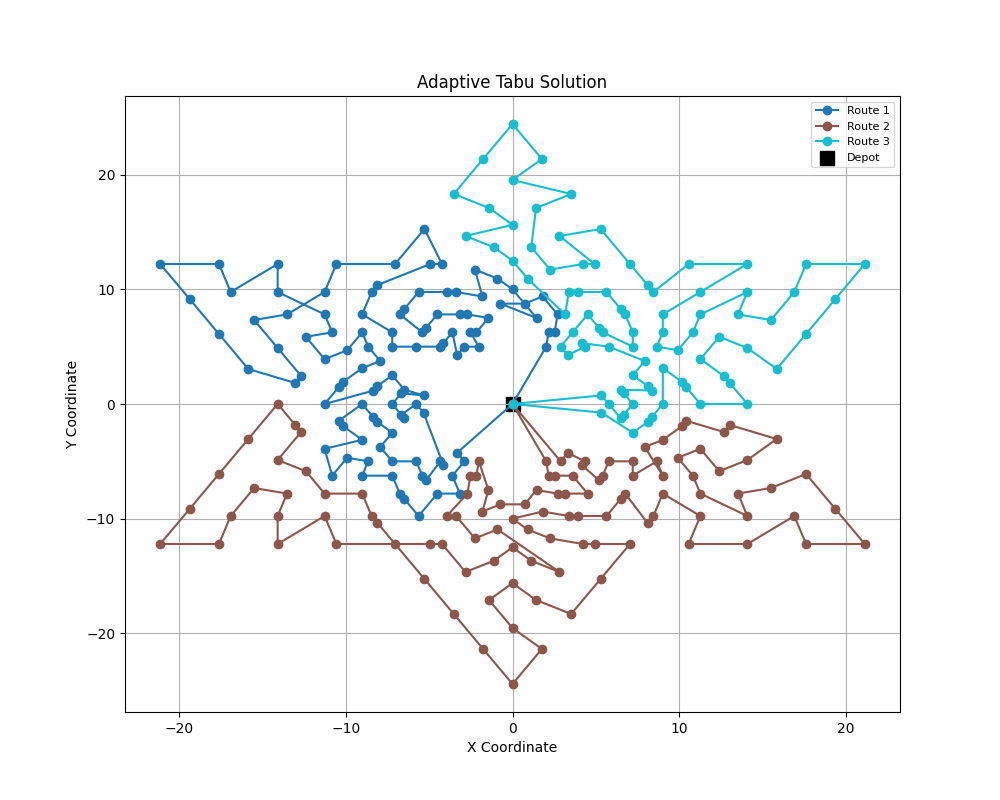 Adaptive Tabu Solution
Route 1
Route 2
Route 3
Depot
Y Coordinate
20
10
0
−10
−20
−20
−10
0
10
20
X Coordinate